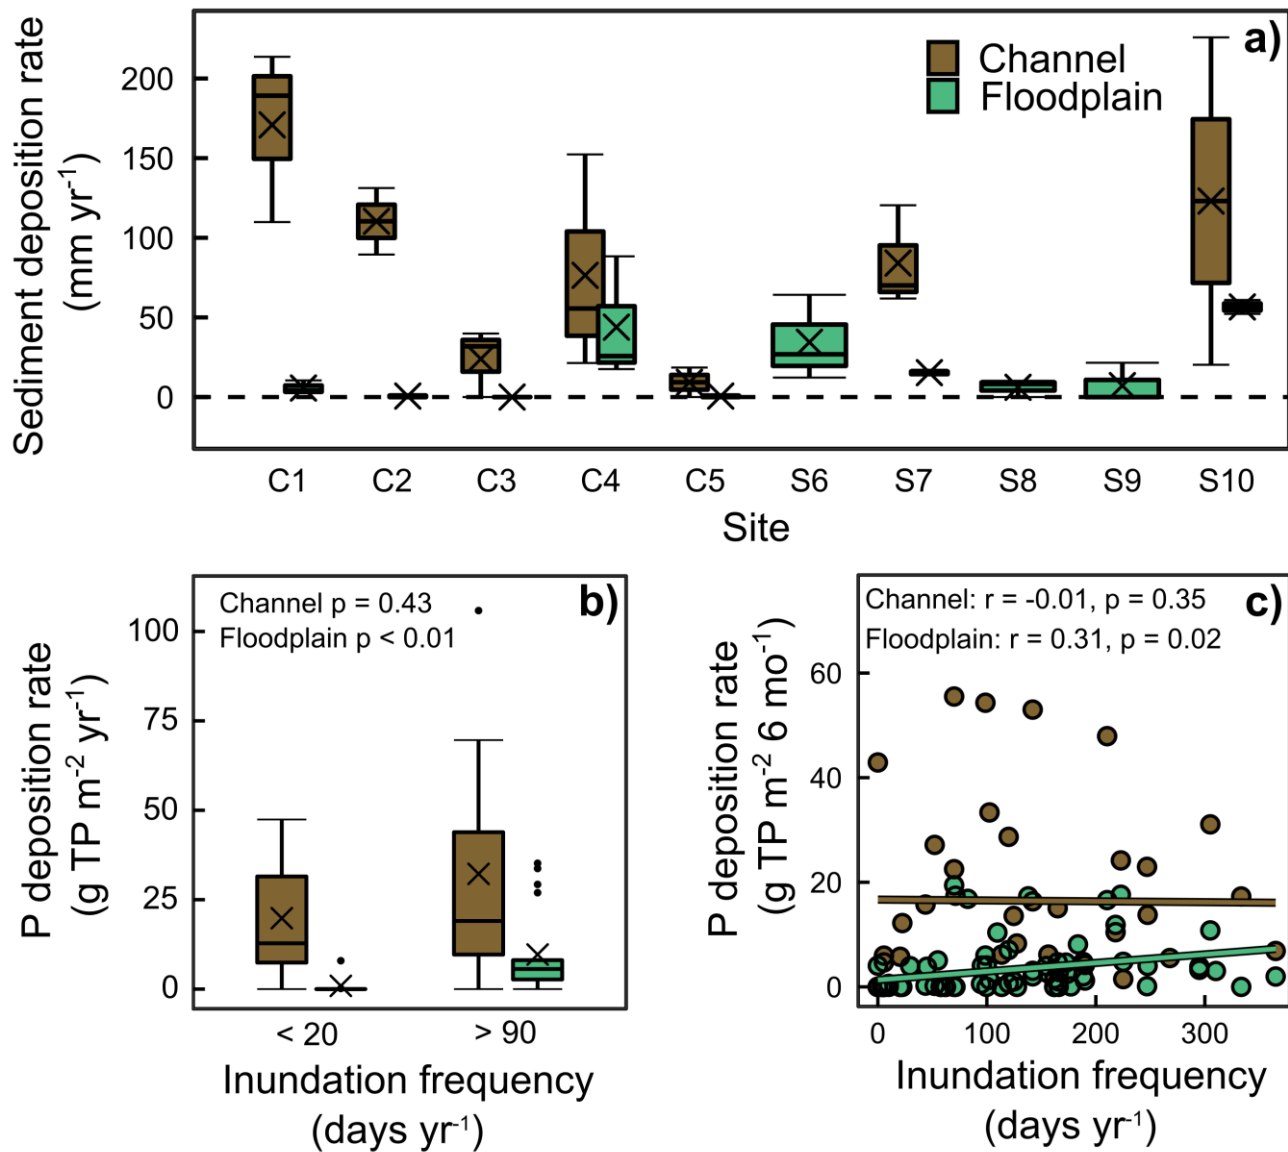 a)
Channel
Floodplain
Sediment deposition rate
(mm yr⁻¹)
200
150
100
50
0
C1 C2 C3 C4 C5 S6 S7 S8 S9 S10
Site
b)
Channel p = 0.43
Floodplain p < 0.01
P deposition rate
(g TP m⁻² yr⁻¹)
100
75
50
25
0
< 20 > 90
Inundation frequency
(days yr⁻¹)
c)
Channel: r = -0.01, p = 0.35
Floodplain: r = 0.31, p = 0.02
P deposition rate
(g TP m⁻² 6 mo⁻¹)
60
40
20
0
0 100 200 300
Inundation frequency
(days yr⁻¹)